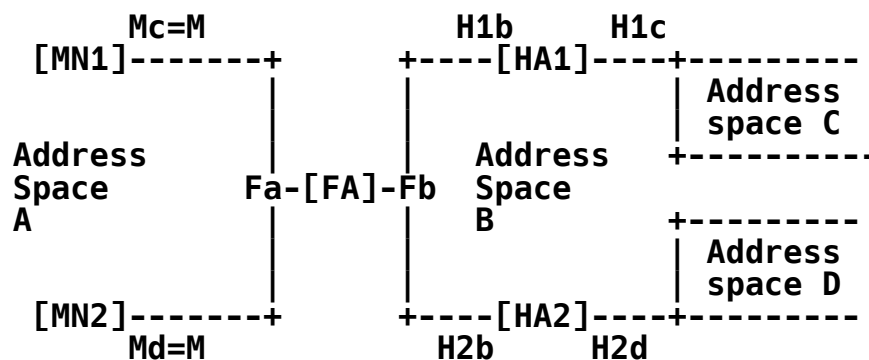 Mc=M                H1b      H1c
 [MN1]-------+       +----[HA1]----+---------
             |       |             | Address
             |       |             | space C
Address      |       |   Address   +----------
Space      Fa-[FA]-Fb    Space
A            |       |   B         +---------
             |       |             | Address
             |       |             | space D
 [MN2]-------+       +----[HA2]----+---------
       Md=M            H2b      H2d